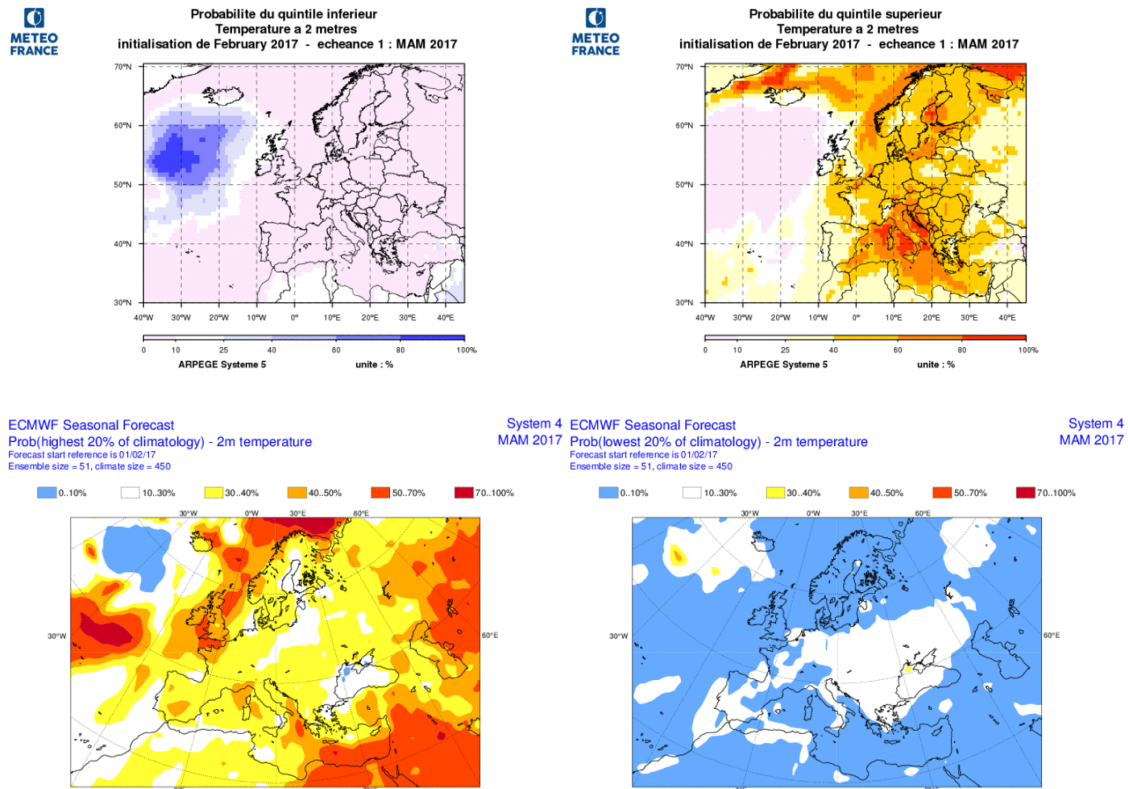 METEO
FRANCE
Probabilite du quintile inferieur
Temperature a 2 metres
initialisation de February 2017 - echeance 1 : MAM 2017
70°N
60°N
50°N
40°N
30°N
40°W 30°W 20°W 10°W 0° 10°E 20°E 30°E 40°E
0 10 25 40 60 80 100%
ARPEGE Systeme 5 unite : %
METEO
FRANCE
Probabilite du quintile superieur
Temperature a 2 metres
initialisation de February 2017 - echeance 1 : MAM 2017
70°N
60°N
50°N
40°N
30°N
40°W 30°W 20°W 10°W 0° 10°E 20°E 30°E 40°E
0 10 25 40 60 80 100%
ARPEGE Systeme 5 unite : %
ECMWF Seasonal Forecast System 4
Prob(highest 20% of climatology) - 2m temperature MAM 2017
Forecast start reference is 01/02/17
Ensemble size = 51, climate size = 450
0..10% 10..30% 30..40% 40..50% 50..70% 70..100%
30°W 0°W 30°E 60°E
30°W 60°E
ECMWF Seasonal Forecast System 4
Prob(lowest 20% of climatology) - 2m temperature MAM 2017
Forecast start reference is 01/02/17
Ensemble size = 51, climate size = 450
0..10% 10..30% 30..40% 40..50% 50..70% 70..100%
30°W 0°W 30°E 60°E
30°W 60°E